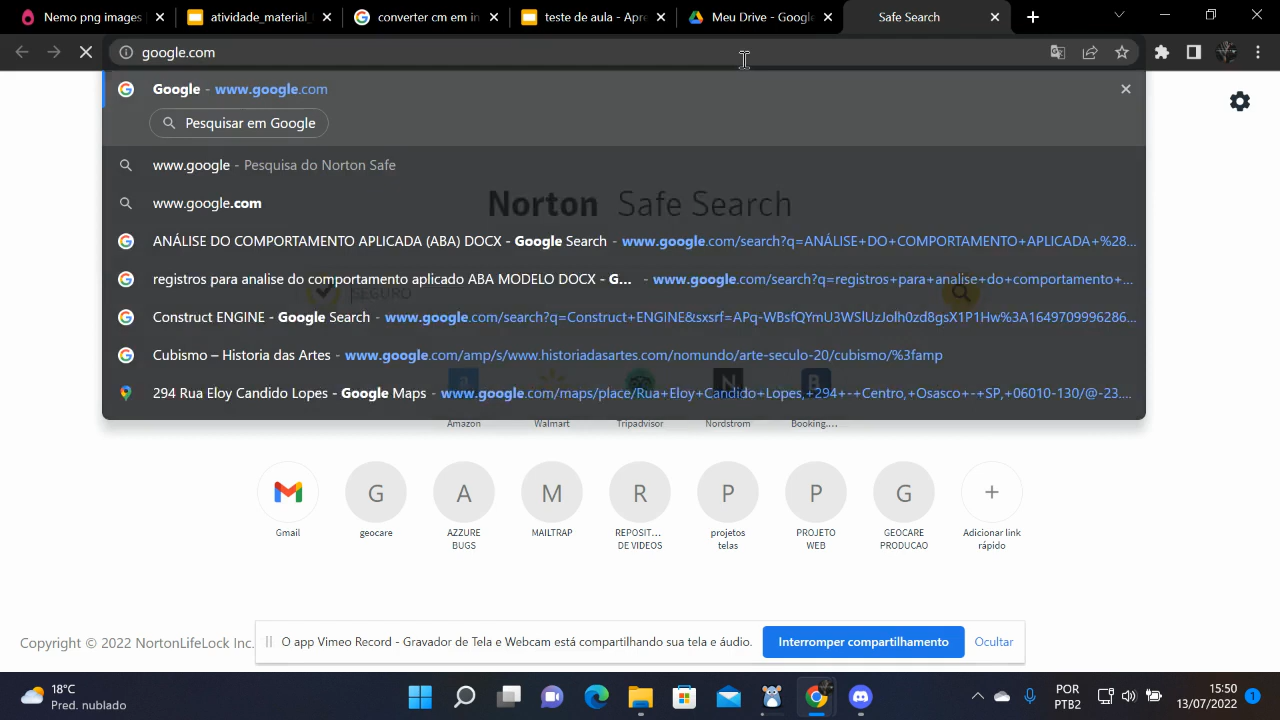 Nemo png images
atividade_material_
converter cm em in
teste de aula - Apre
Meu Drive - Google
Safe Search
google.com
Google - www.google.com
Pesquisar em Google
www.google - Pesquisa do Norton Safe
www.google.com
Norton Safe Search
ANÁLISE DO COMPORTAMENTO APLICADA (ABA) DOCX - Google Search - www.google.com/search?q=ANÁLISE+DO+COMPORTAMENTO+APLICADA+%28...
registros para analise do comportamento aplicado ABA MODELO DOCX - G... - www.google.com/search?q=registros+para+analise+do+comportamento+...
SEGURO
Construct ENGINE - Google Search - www.google.com/search?q=Construct+ENGINE&sxsrf=APq-WBsfQYmU3WSlUzJolh0zd8gsX1P1Hw%3A1649709996286...
Cubismo – Historia das Artes - www.google.com/amp/s/www.historiadasartes.com/nomundo/arte-seculo-20/cubismo/%3famp
294 Rua Eloy Candido Lopes - Google Maps - www.google.com/maps/place/Rua+Eloy+Candido+Lopes,+294+-+Centro,+Osasco+-+SP,+06010-130/@-23....
Amazon
Walmart
Tripadvisor
Nordstrom
Booking....
G
A
M
R
P
P
G
Gmail
geocare
AZZURE BUGS
MAILTRAP
REPOSIT... DE VIDEOS
projetos telas
PROJETO WEB
GEOCARE PRODUCAO
Adicionar link rápido
Copyright © 2022 NortonLifeLock Inc.
O app Vimeo Record - Gravador de Tela e Webcam está compartilhando sua tela e áudio.
Interromper compartilhamento
Ocultar
18°C
Pred. nublado
POR
PTB2
15:50
13/07/2022
1